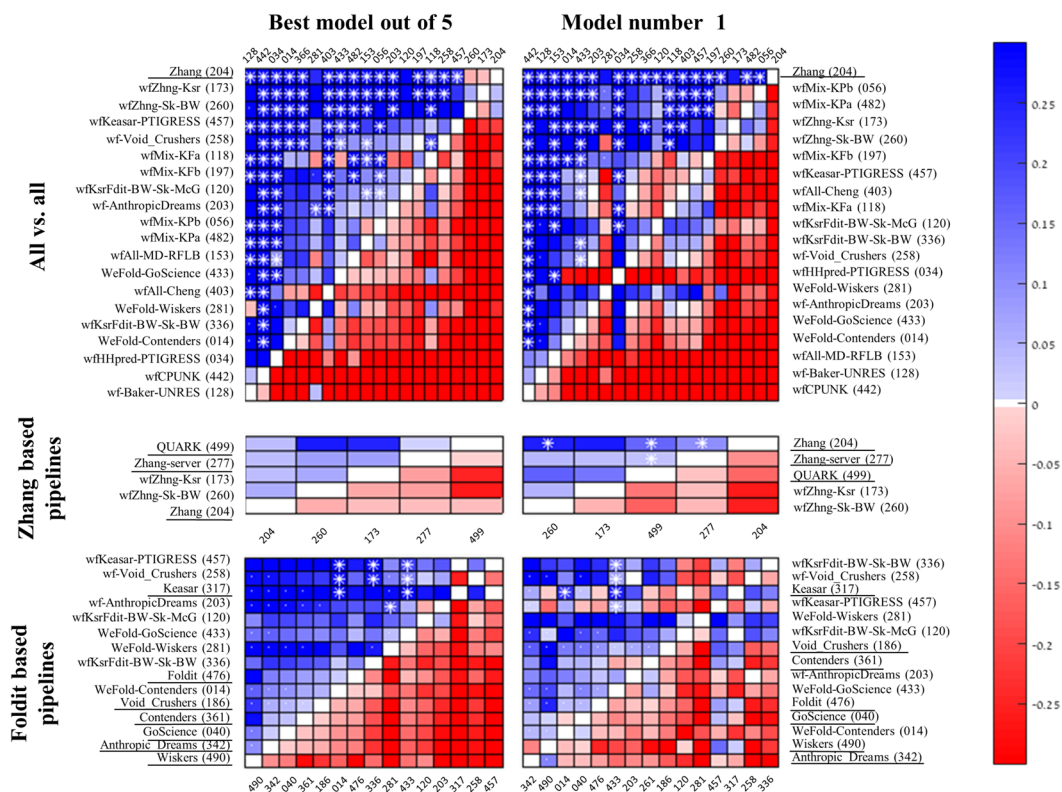 Best model out of 5
Model number 1
128 442 034 014 366 281 403 433 482 153 056 203 120 197 118 258 457 260 173 204
442 128 153 014 433 203 281 034 258 366 120 118 403 457 197 260 173 482 056 204
All vs. all
Zhang (204)
wfZhng-Ksr (173)
wfZhng-Sk-BW (260)
wfKeasar-PTIGRESS (457)
wf-Void_Crushers (258)
wfMix-KFa (118)
wfMix-KFb (197)
wfKsrFdit-BW-Sk-McG (120)
wf-AnthropicDreams (203)
wfMix-KPb (056)
wfMix-KPa (482)
wfAll-MD-RFLB (153)
WeFold-GoScience (433)
wfAll-Cheng (403)
WeFold-Wiskers (281)
wfKsrFdit-BW-Sk-BW (336)
WeFold-Contenders (014)
wfHHpred-PTIGRESS (034)
wfCPUNK (442)
wf-Baker-UNRES (128)
Zhang (204)
wfMix-KPb (056)
wfMix-KPa (482)
wfZhng-Ksr (173)
wfZhng-Sk-BW (260)
wfMix-KFb (197)
wfKeasar-PTIGRESS (457)
wfAll-Cheng (403)
wfMix-KFa (118)
wfKsrFdit-BW-Sk-McG (120)
wfKsrFdit-BW-Sk-BW (336)
wf-Void_Crushers (258)
wfHHpred-PTIGRESS (034)
WeFold-Wiskers (281)
wf-AnthropicDreams (203)
WeFold-GoScience (433)
WeFold-Contenders (014)
wfAll-MD-RFLB (153)
wf-Baker-UNRES (128)
wfCPUNK (442)
Zhang based
pipelines
QUARK (499)
Zhang-server (277)
wfZhng-Ksr (173)
wfZhng-Sk-BW (260)
Zhang (204)
204 260 173 277 499
Zhang (204)
Zhang-server (277)
QUARK (499)
wfZhng-Ksr (173)
wfZhng-Sk-BW (260)
260 173 499 277 204
Foldit based
pipelines
wfKeasar-PTIGRESS (457)
wf-Void_Crushers (258)
Keasar (317)
wf-AnthropicDreams (203)
wfKsrFdit-BW-Sk-McG (120)
WeFold-GoScience (433)
WeFold-Wiskers (281)
wfKsrFdit-BW-Sk-BW (336)
Foldit (476)
WeFold-Contenders (014)
Void_Crushers (186)
Contenders (361)
GoScience (040)
Anthropic_Dreams (342)
Wiskers (490)
490 342 040 361 186 014 476 336 281 433 120 203 317 258 457
wfKsrFdit-BW-Sk-BW (336)
wf-Void_Crushers (258)
Keasar (317)
wfKeasar-PTIGRESS (457)
WeFold-Wiskers (281)
wfKsrFdit-BW-Sk-McG (120)
Void_Crushers (186)
Contenders (361)
wf-AnthropicDreams (203)
WeFold-GoScience (433)
Foldit (476)
GoScience (040)
WeFold-Contenders (014)
Wiskers (490)
Anthropic_Dreams (342)
342 490 014 040 476 433 203 261 186 120 281 457 317 258 336
0.25
0.2
0.15
0.1
0.05
0
-0.05
-0.1
-0.15
-0.2
-0.25